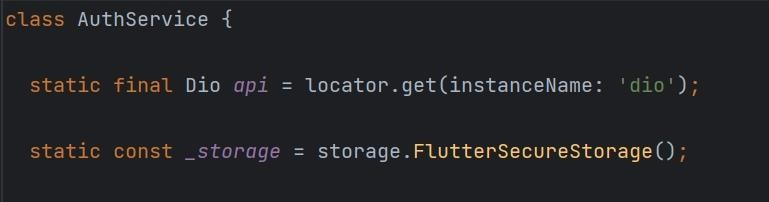 class AuthService {
static final Dio api = locator.get(instanceName: 'dio');
static const _storage = storage.FlutterSecureStorage();